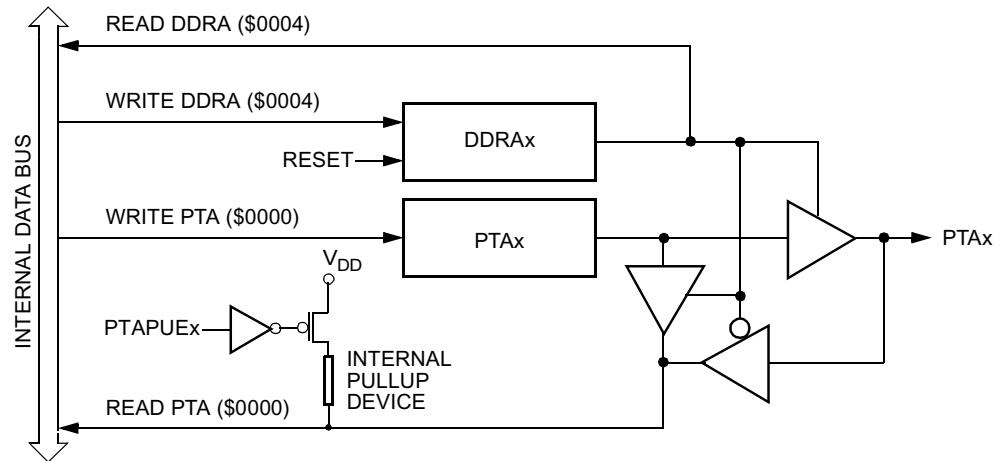 READ DDRA ($0004)
WRITE DDRA ($0004)
DDRAx
RESET
INTERNAL DATA BUS
WRITE PTA ($0000)
PTAx
PTAx
VDD
PTAPUEx
INTERNAL
PULLUP
DEVICE
READ PTA ($0000)